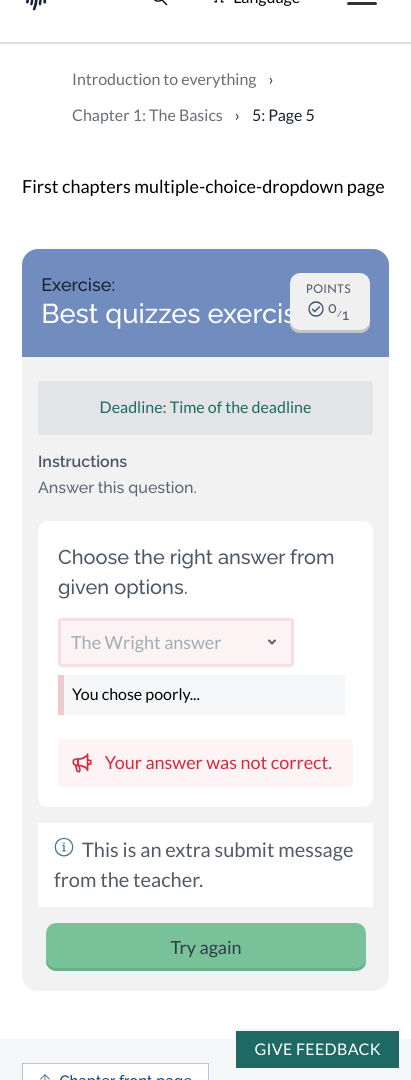 Language
Introduction to everything ›
Chapter 1: The Basics › 5: Page 5
First chapters multiple-choice-dropdown page
Exercise:
Best quizzes exercis
POINTS
0/1
Deadline: Time of the deadline
Instructions
Answer this question.
Choose the right answer from
given options.
The Wright answer
You chose poorly...
Your answer was not correct.
This is an extra submit message
from the teacher.
Try again
GIVE FEEDBACK
Chapter front page